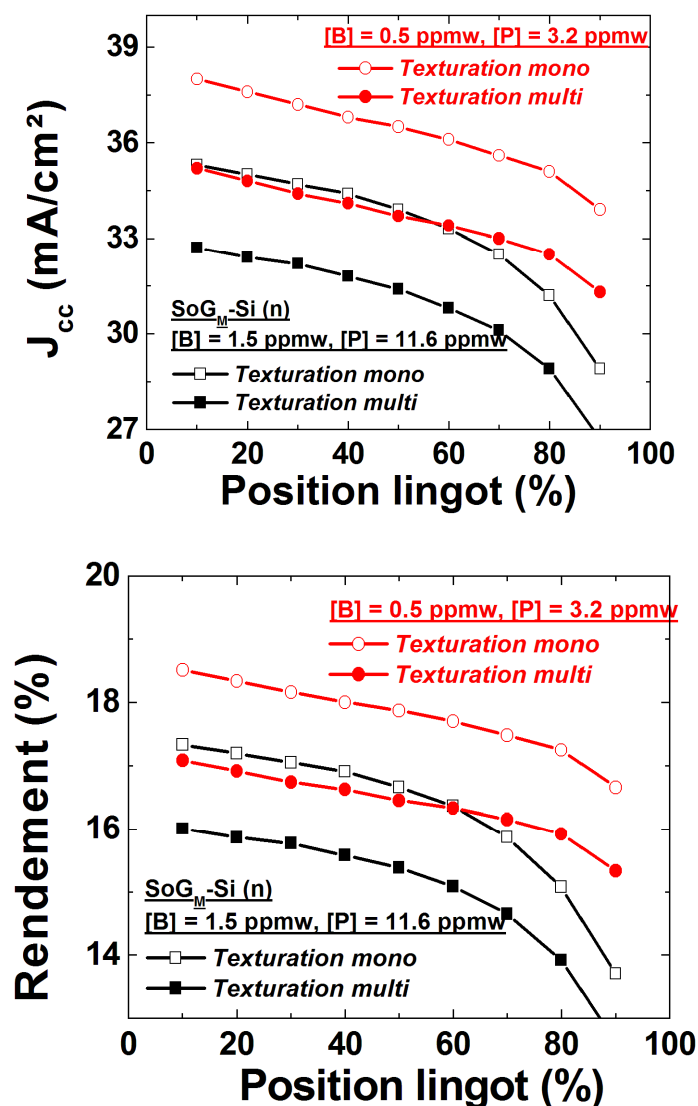 39
36
33
30
27
J_cc (mA/cm²)
[B] = 0.5 ppmw, [P] = 3.2 ppmw
Texturation mono
Texturation multi
SoG_M-Si (n)
[B] = 1.5 ppmw, [P] = 11.6 ppmw
Texturation mono
Texturation multi
0 20 40 60 80 100
Position lingot (%)
20
18
16
14
Rendement (%)
[B] = 0.5 ppmw, [P] = 3.2 ppmw
Texturation mono
Texturation multi
SoG_M-Si (n)
[B] = 1.5 ppmw, [P] = 11.6 ppmw
Texturation mono
Texturation multi
0 20 40 60 80 100
Position lingot (%)